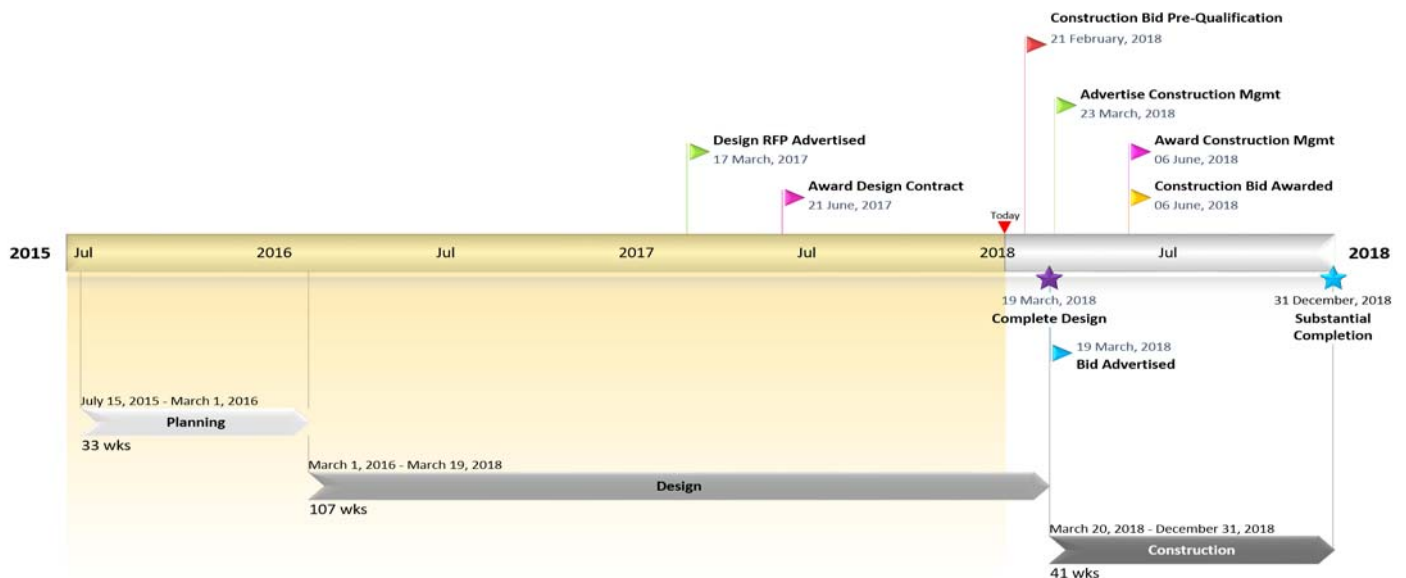 Construction Bid Pre-Qualification
21 February, 2018
Advertise Construction Mgmt
23 March, 2018
Design RFP Advertised
17 March, 2017
Award Construction Mgmt
06 June, 2018
Award Design Contract
21 June, 2017
Construction Bid Awarded
06 June, 2018
Today
2015 Jul 2016 Jul 2017 Jul 2018 Jul 2018
19 March, 2018
Complete Design
31 December, 2018
Substantial
Completion
19 March, 2018
Bid Advertised
July 15, 2015 - March 1, 2016
Planning
33 wks
March 1, 2016 - March 19, 2018
Design
107 wks
March 20, 2018 - December 31, 2018
Construction
41 wks